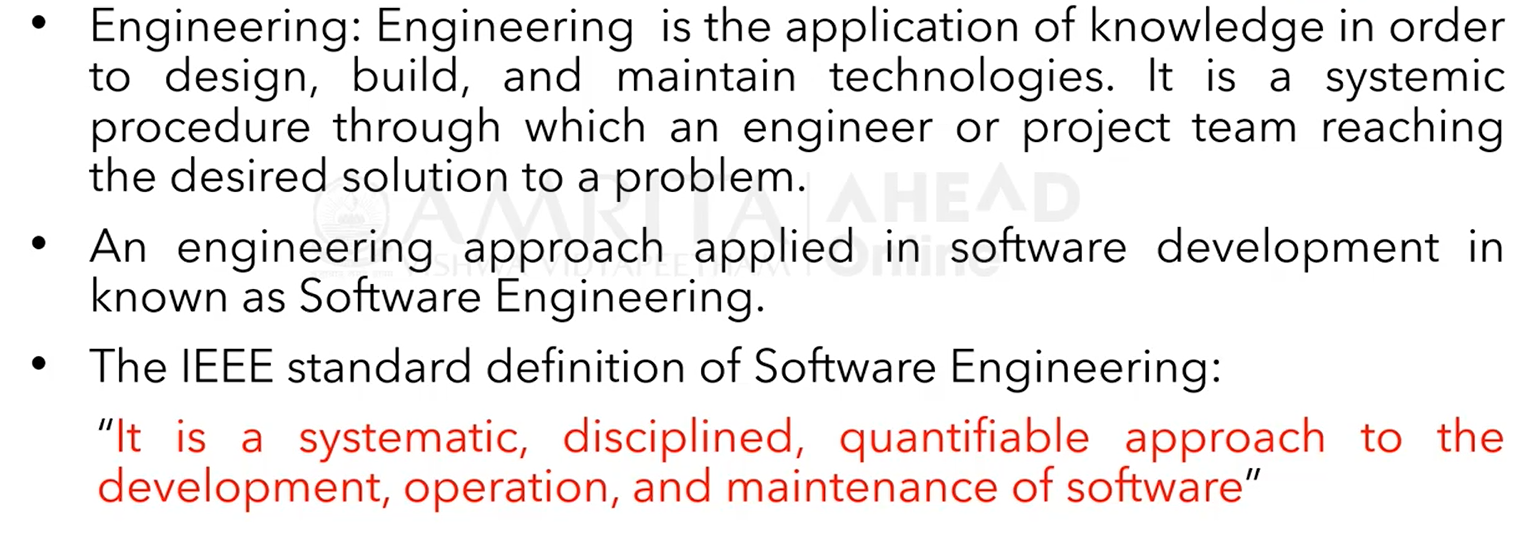 • Engineering: Engineering is the application of knowledge in order
to design, build, and maintain technologies. It is a systemic
procedure through which an engineer or project team reaching
the desired solution to a problem.
AMRITA AHEAD
VISHWA VIDYAPEETHAM Online
• An engineering approach applied in software development in
known as Software Engineering.
• The IEEE standard definition of Software Engineering:
“It is a systematic, disciplined, quantifiable approach to the
development, operation, and maintenance of software”